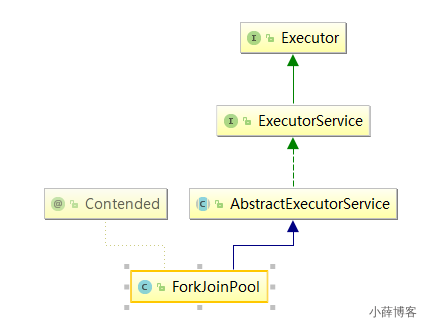 I Executor
I ExecutorService
C AbstractExecutorService
@ Contended
C ForkJoinPool
小薛博客